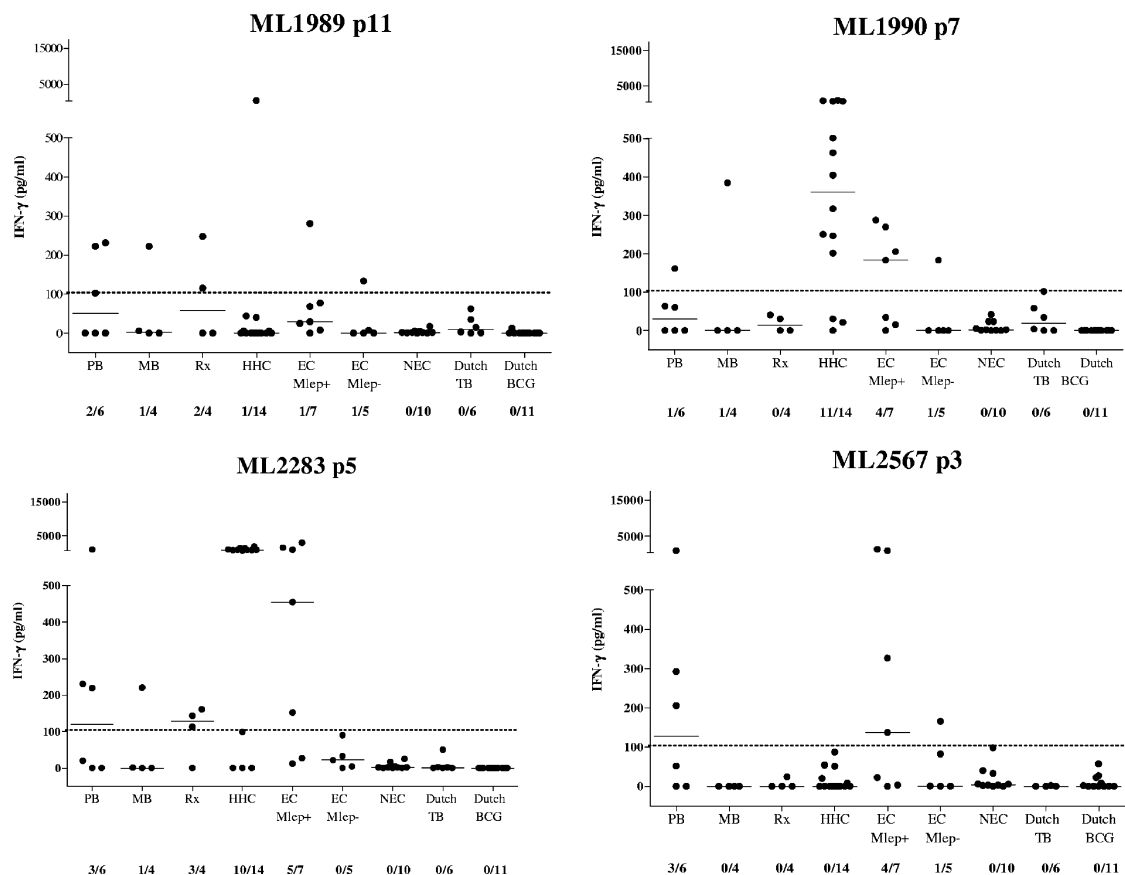 ML1989 p11
15000
5000
500
400
300
200
100
0
IFN-γ (pg/ml)
PB MB Rx HHC EC EC NEC Dutch Dutch
Mlep+ Mlep- TB BCG
2/6 1/4 2/4 1/14 1/7 1/5 0/10 0/6 0/11
ML1990 p7
15000
5000
500
400
300
200
100
0
IFN-γ (pg/ml)
PB MB Rx HHC EC EC NEC Dutch Dutch
Mlep+ Mlep- TB BCG
1/6 1/4 0/4 11/14 4/7 1/5 0/10 0/6 0/11
ML2283 p5
15000
5000
500
400
300
200
100
0
IFN-γ (pg/ml)
PB MB Rx HHC EC EC NEC Dutch Dutch
Mlep+ Mlep- TB BCG
3/6 1/4 3/4 10/14 5/7 0/5 0/10 0/6 0/11
ML2567 p3
15000
5000
500
400
300
200
100
0
IFN-γ (pg/ml)
PB MB Rx HHC EC EC NEC Dutch Dutch
Mlep+ Mlep- TB BCG
3/6 0/4 0/4 0/14 4/7 1/5 0/10 0/6 0/11